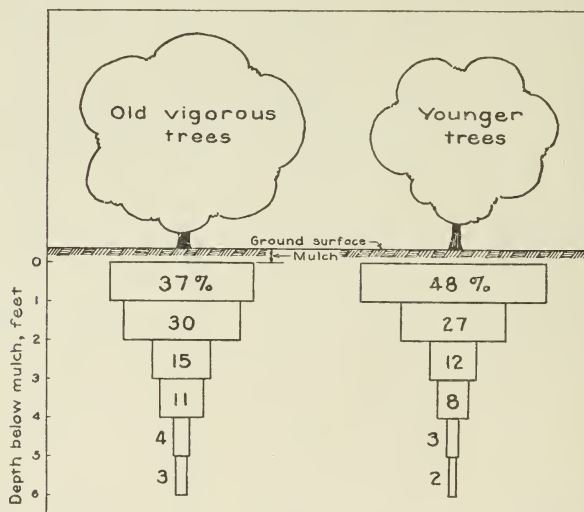 Old vigorous
trees
Younger
trees
Ground surface
Mulch
Depth below mulch, feet
0
1
2
3
4
5
6
37%
30
15
11
4
3
48%
27
12
8
3
2